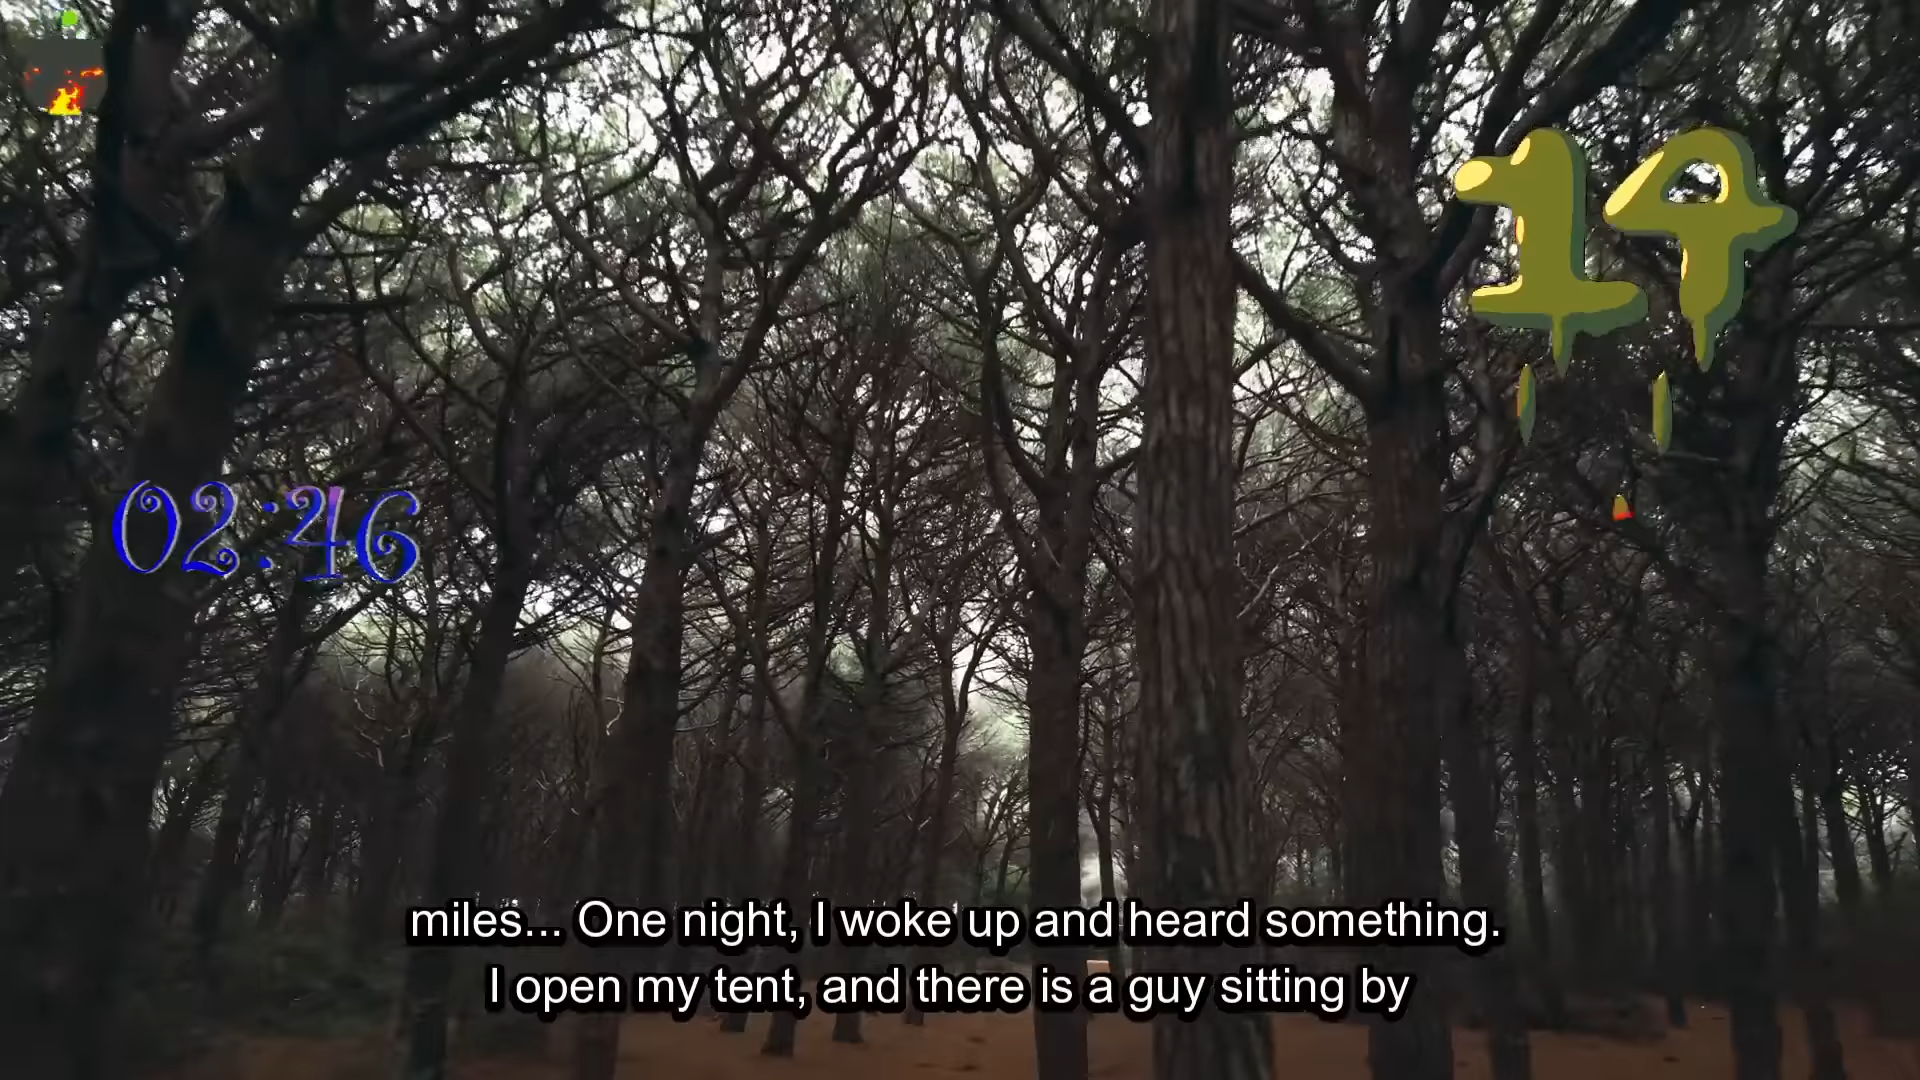 14
02:46
miles... One night, I woke up and heard something.
I open my tent, and there is a guy sitting by